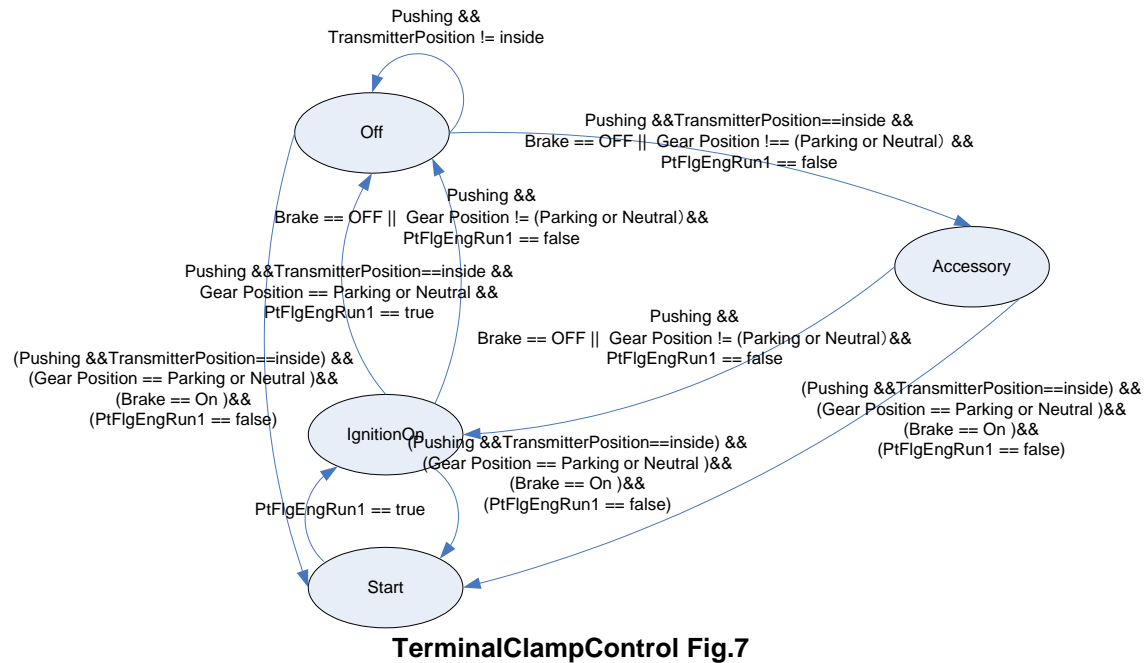 Pushing &&
TransmitterPosition != inside
Off
Pushing &&TransmitterPosition==inside &&
Brake == OFF ||  Gear Position !== (Parking or Neutral） &&
PtFlgEngRun1 == false
Pushing &&
Brake == OFF ||  Gear Position != (Parking or Neutral）&&
PtFlgEngRun1 == false
Accessory
Pushing &&TransmitterPosition==inside &&
Gear Position == Parking or Neutral &&
PtFlgEngRun1 == true
Pushing &&
Brake == OFF ||  Gear Position != (Parking or Neutral）&&
PtFlgEngRun1 == false
(Pushing &&TransmitterPosition==inside) &&
(Gear Position == Parking or Neutral )&&
(Brake == On )&&
(PtFlgEngRun1 == false)
(Pushing &&TransmitterPosition==inside) &&
(Gear Position == Parking or Neutral )&&
(Brake == On )&&
(PtFlgEngRun1 == false)
IgnitionOn
(Pushing &&TransmitterPosition==inside) &&
(Gear Position == Parking or Neutral )&&
(Brake == On )&&
(PtFlgEngRun1 == false)
PtFlgEngRun1 == true
Start
TerminalClampControl Fig.7